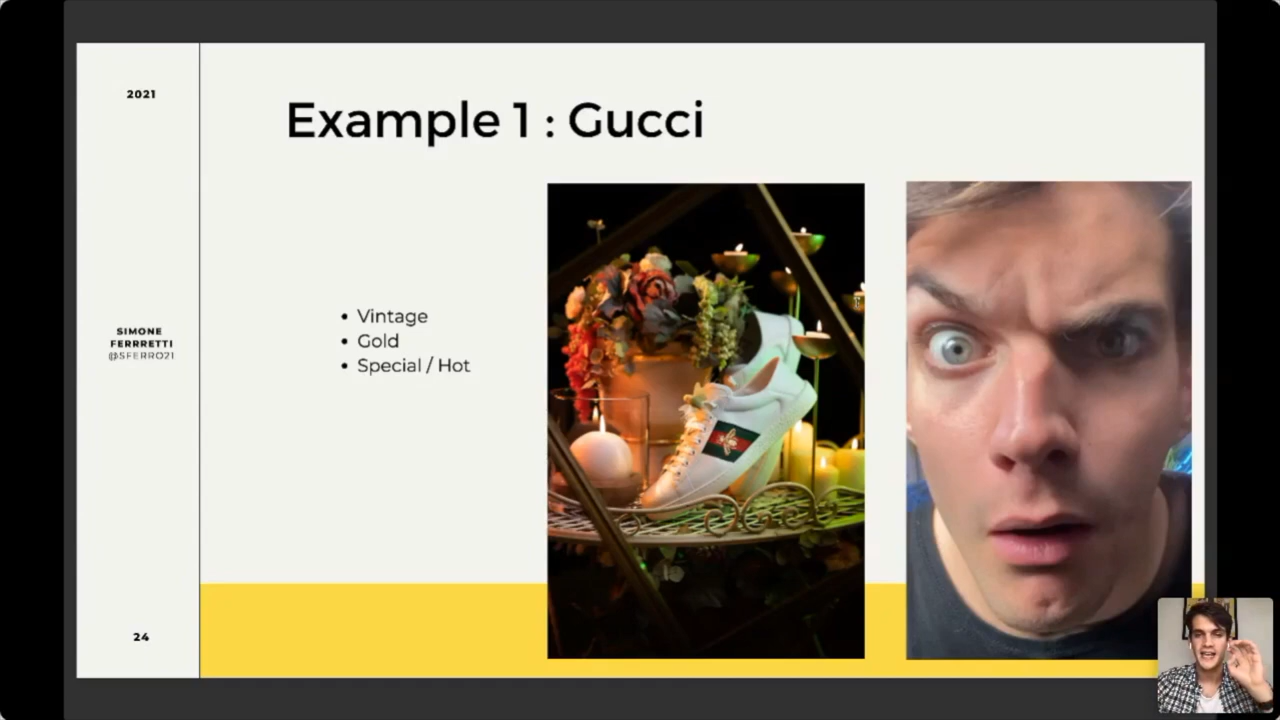 2021
Example 1 : Gucci
• Vintage
• Gold
• Special / Hot
SIMONE
FERRRETTI
@SFERRO21
24